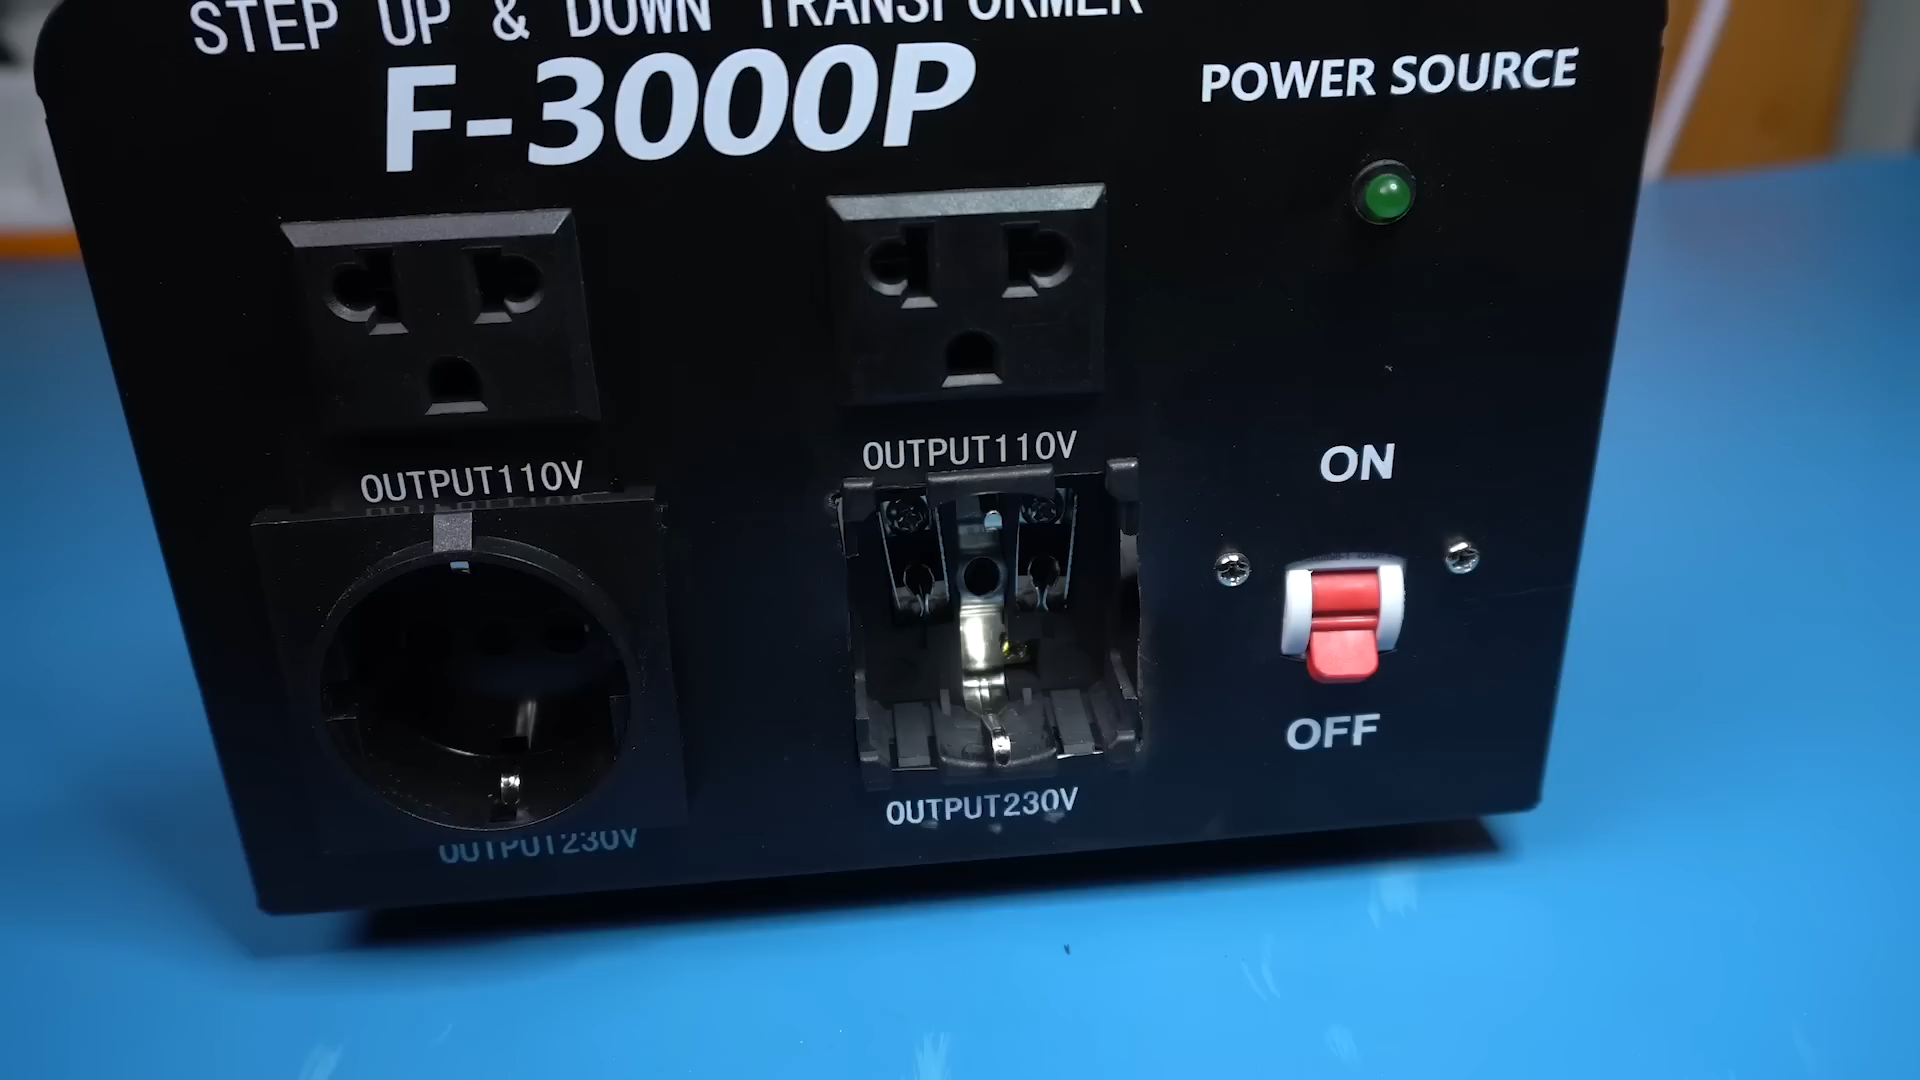 STEP UP & DOWN TRANSFORMER
F-3000P
POWER SOURCE
OUTPUT110V
OUTPUT110V
ON
OFF
OUTPUT230V
OUTPUT230V